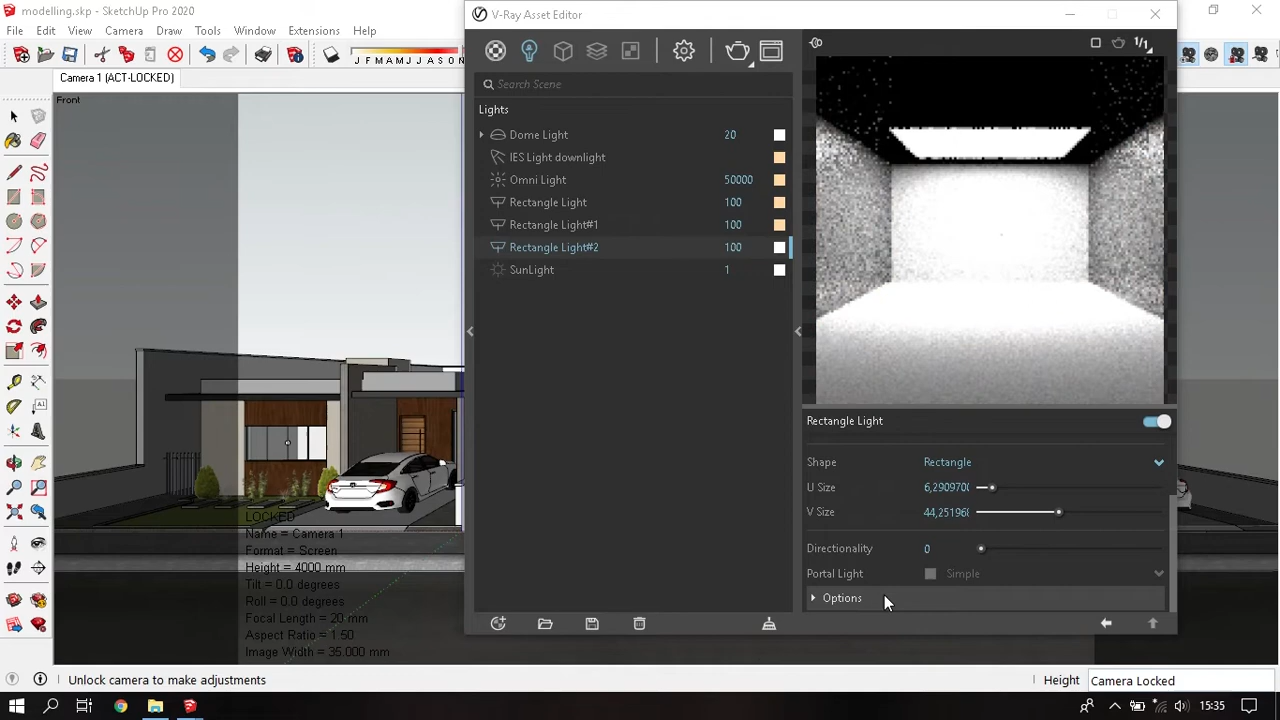 modelling.skp - SketchUp Pro 2020
File Edit View Camera Draw Tools Window Extensions Help
J F M A M J J A S O N
Camera 1 (ACT-LOCKED)
Front
LOCKED
Name = Camera 1
Format = Screen
Height = 4000 mm
Tilt = 0.0 degrees
Roll = 0.0 degrees
Focal Length = 20 mm
Aspect Ratio = 1:50
Image Width = 35.000 mm
V-Ray Asset Editor
Search Scene
Lights
Dome Light 20
IES Light downlight
Omni Light 50000
Rectangle Light 100
Rectangle Light#1 100
Rectangle Light#2 100
SunLight 1
1/1
Rectangle Light
Shape Rectangle
U Size 6,290970
V Size 44,25196
Directionality 0
Portal Light Simple
Options
Unlock camera to make adjustments
Height Camera Locked
15:35